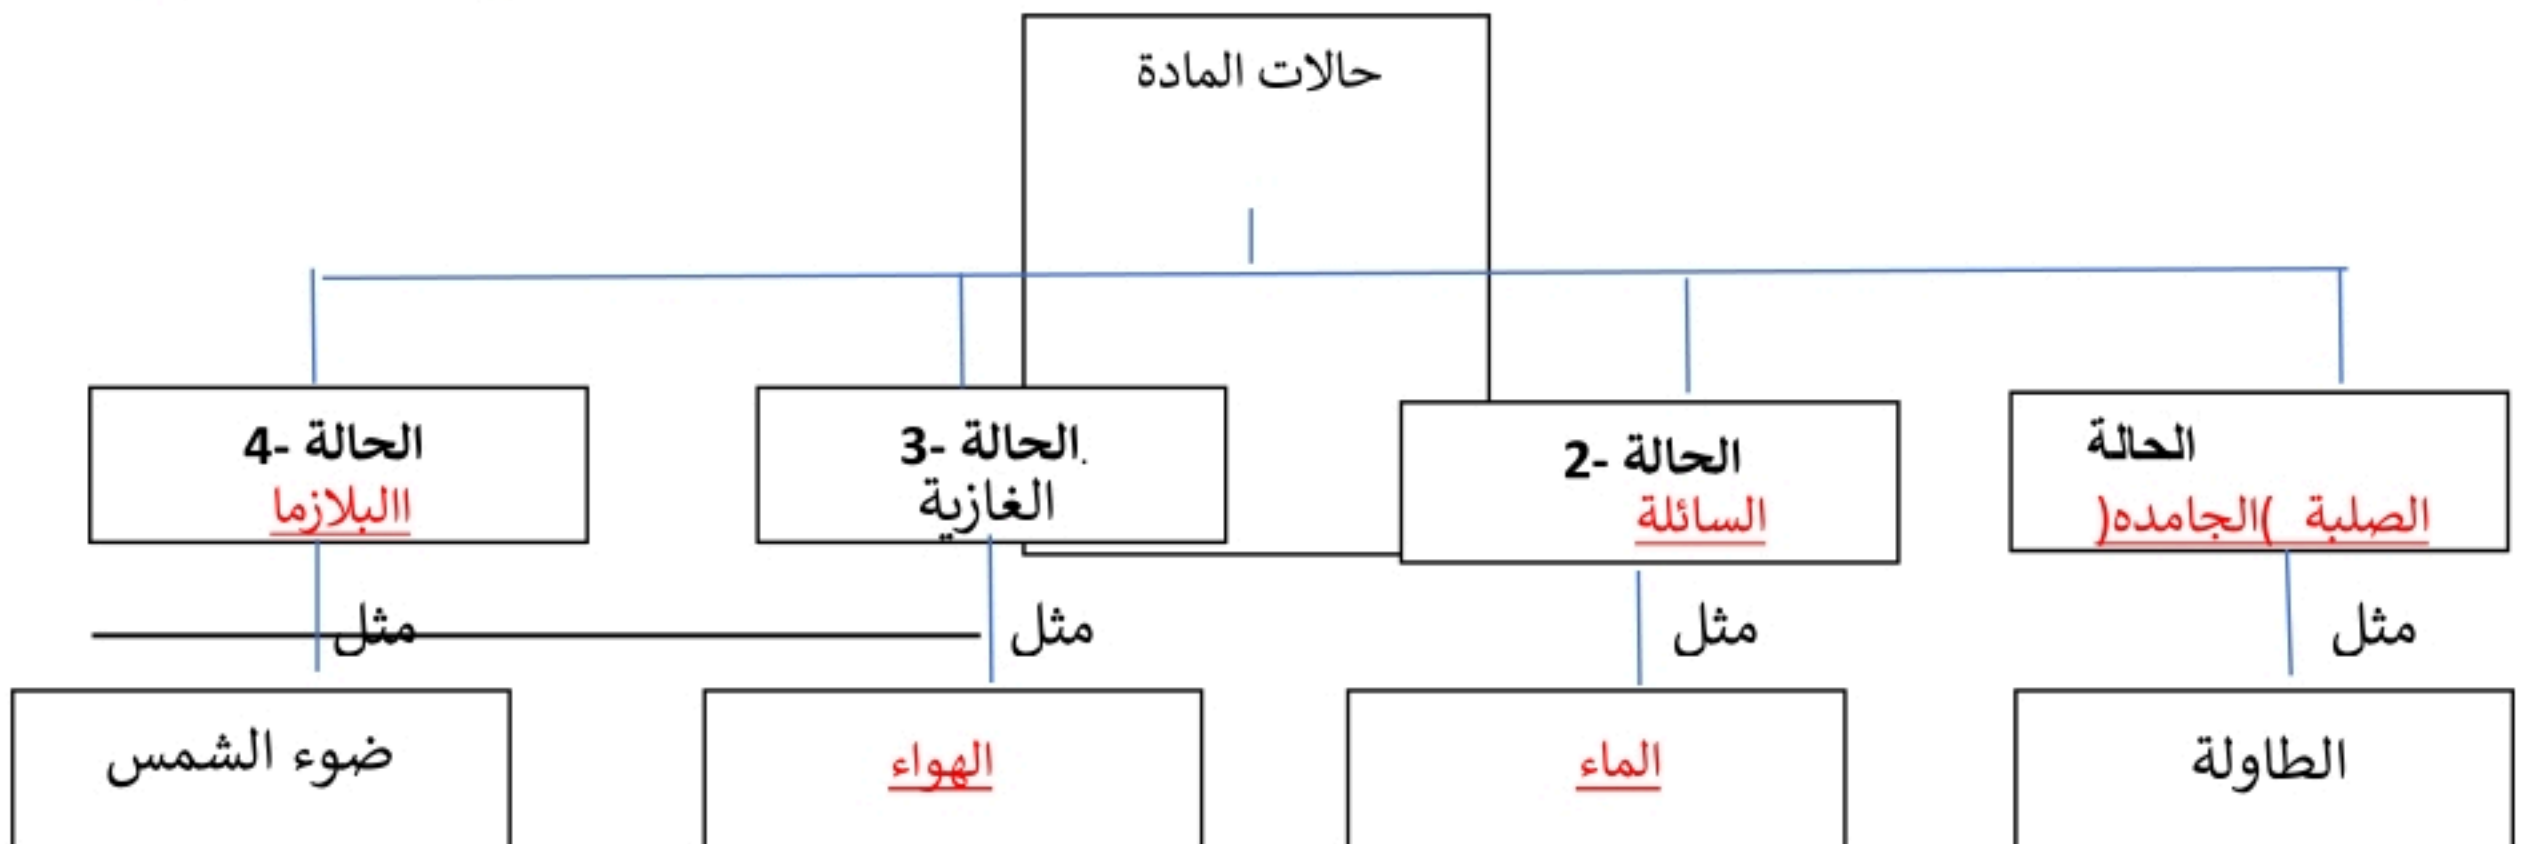 حالات المادة
الحالة
الصلبة )الجامده(
2- الحالة
السائلة
3- الحالة.
الغازية
4- الحالة
االبلازما
مثل
مثل
مثل
مثل
الطاولة
الماء
الهواء
ضوء الشمس